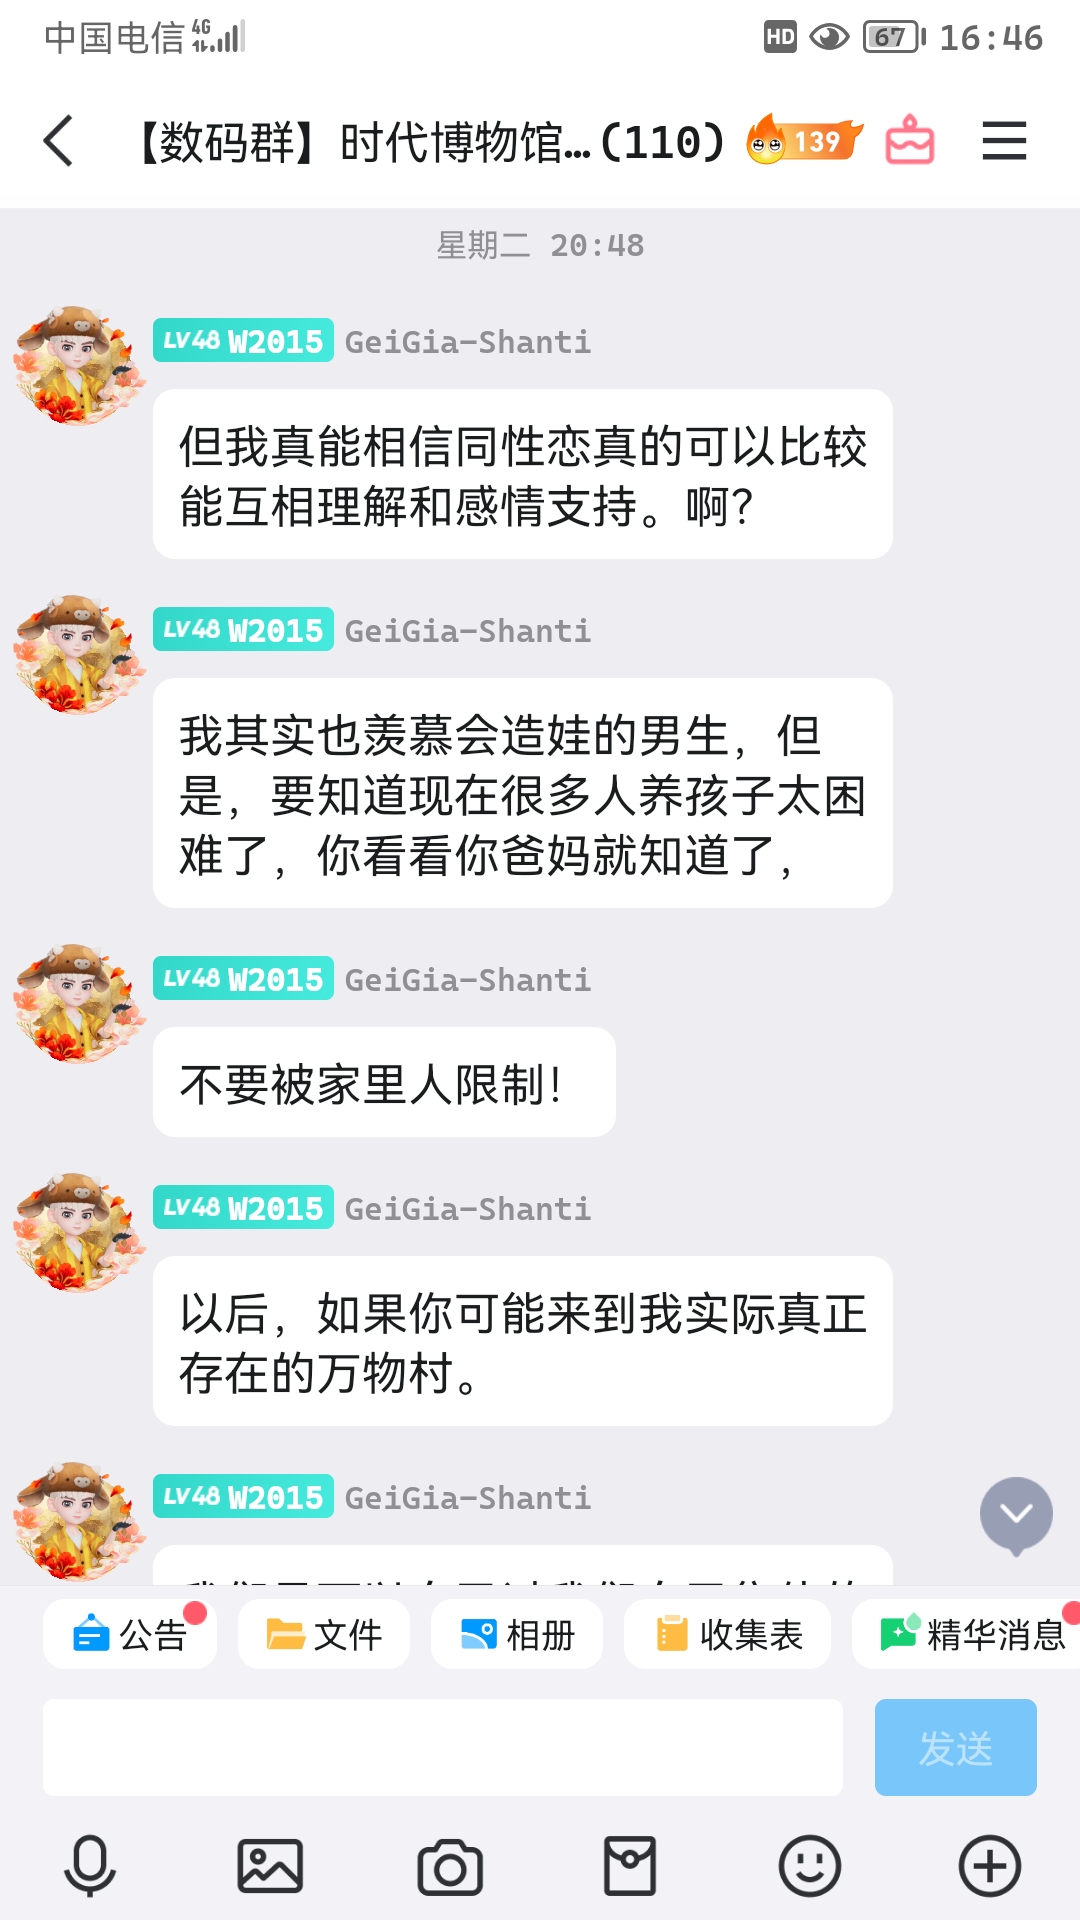 中国电信 4G HD 67 16:46
【数码群】时代博物馆...(110) 139
星期二 20:48
LV48 W2015 GeiGia-Shanti
但我真能相信同性恋真的可以比较
能互相理解和感情支持。啊?
LV48 W2015 GeiGia-Shanti
我其实也羡慕会造娃的男生，但
是，要知道现在很多人养孩子太困
难了，你看看你爸妈就知道了，
LV48 W2015 GeiGia-Shanti
不要被家里人限制!
LV48 W2015 GeiGia-Shanti
以后，如果你可能来到我实际真正
存在的万物村。
LV48 W2015 GeiGia-Shanti
公告 文件 相册 收集表 精华消息
发送